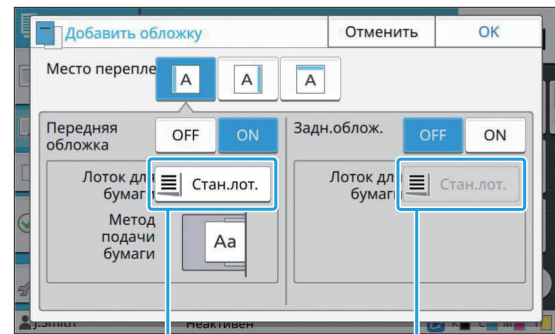 Добавить обложку
Отменить
OK
Место перепле
A
A
A
Передняя
обложка
OFF
ON
Задн.облож.
OFF
ON
Лоток для
бумаги
Стан.лот.
Метод
подачи
бумаги
Aa
Лоток для
бумаги
Стан.лот.
J.Smith
Неактивен
K
C
M
Y